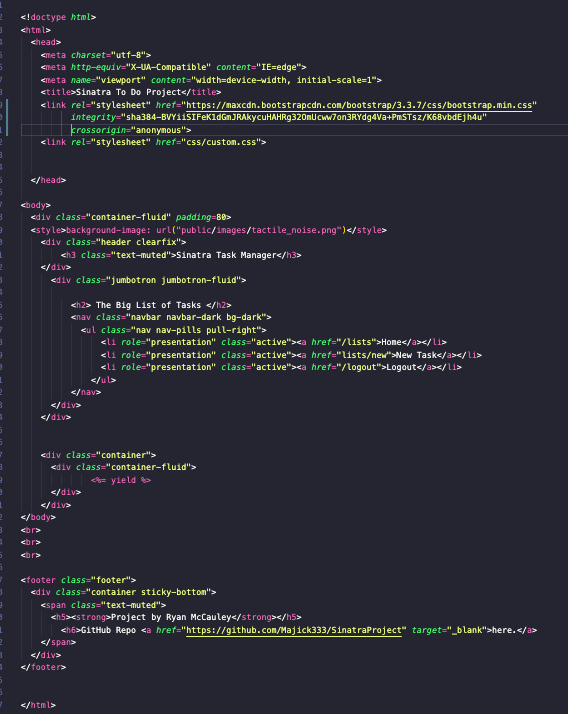 <!doctype html>
<html>
<head>
<meta charset="utf-8">
<meta http-equiv="X-UA-Compatible" content="IE=edge">
<meta name="viewport" content="width=device-width, initial-scale=1">
<title>Sinatra To Do Project</title>
<link rel="stylesheet" href="https://maxcdn.bootstrapcdn.com/bootstrap/3.3.7/css/bootstrap.min.css"
integrity="sha384-BVYiiSIFeK1dGmJRAkycuHAHRg32OmUcww7on3RYdg4Va+PmSTsz/K68vbdEjh4u"
crossorigin="anonymous">
<link rel="stylesheet" href="css/custom.css">
</head>
<body>
<div class="container-fluid" padding=80>
<style>background-image: url("public/images/tactile_noise.png")</style>
<div class="header clearfix">
<h3 class="text-muted">Sinatra Task Manager</h3>
</div>
<div class="jumbotron jumbotron-fluid">
<h2> The Big List of Tasks </h2>
<nav class="navbar navbar-dark bg-dark">
<ul class="nav nav-pills pull-right">
<li role="presentation" class="active"><a href="/lists">Home</a></li>
<li role="presentation" class="active"><a href="lists/new">New Task</a></li>
<li role="presentation" class="active"><a href="/logout">Logout</a></li>
</ul>
</nav>
</div>
</div>
<div class="container">
<div class="container-fluid">
<%= yield %>
</div>
</div>
</body>
<br>
<br>
<br>
<footer class="footer">
<div class="container sticky-bottom">
<span class="text-muted">
<h5><strong>Project by Ryan McCauley</strong></h5>
<h6>GitHub Repo <a href="https://github.com/Majick333/SinatraProject" target="_blank">here.</a>
</span>
</div>
</footer>
</html>